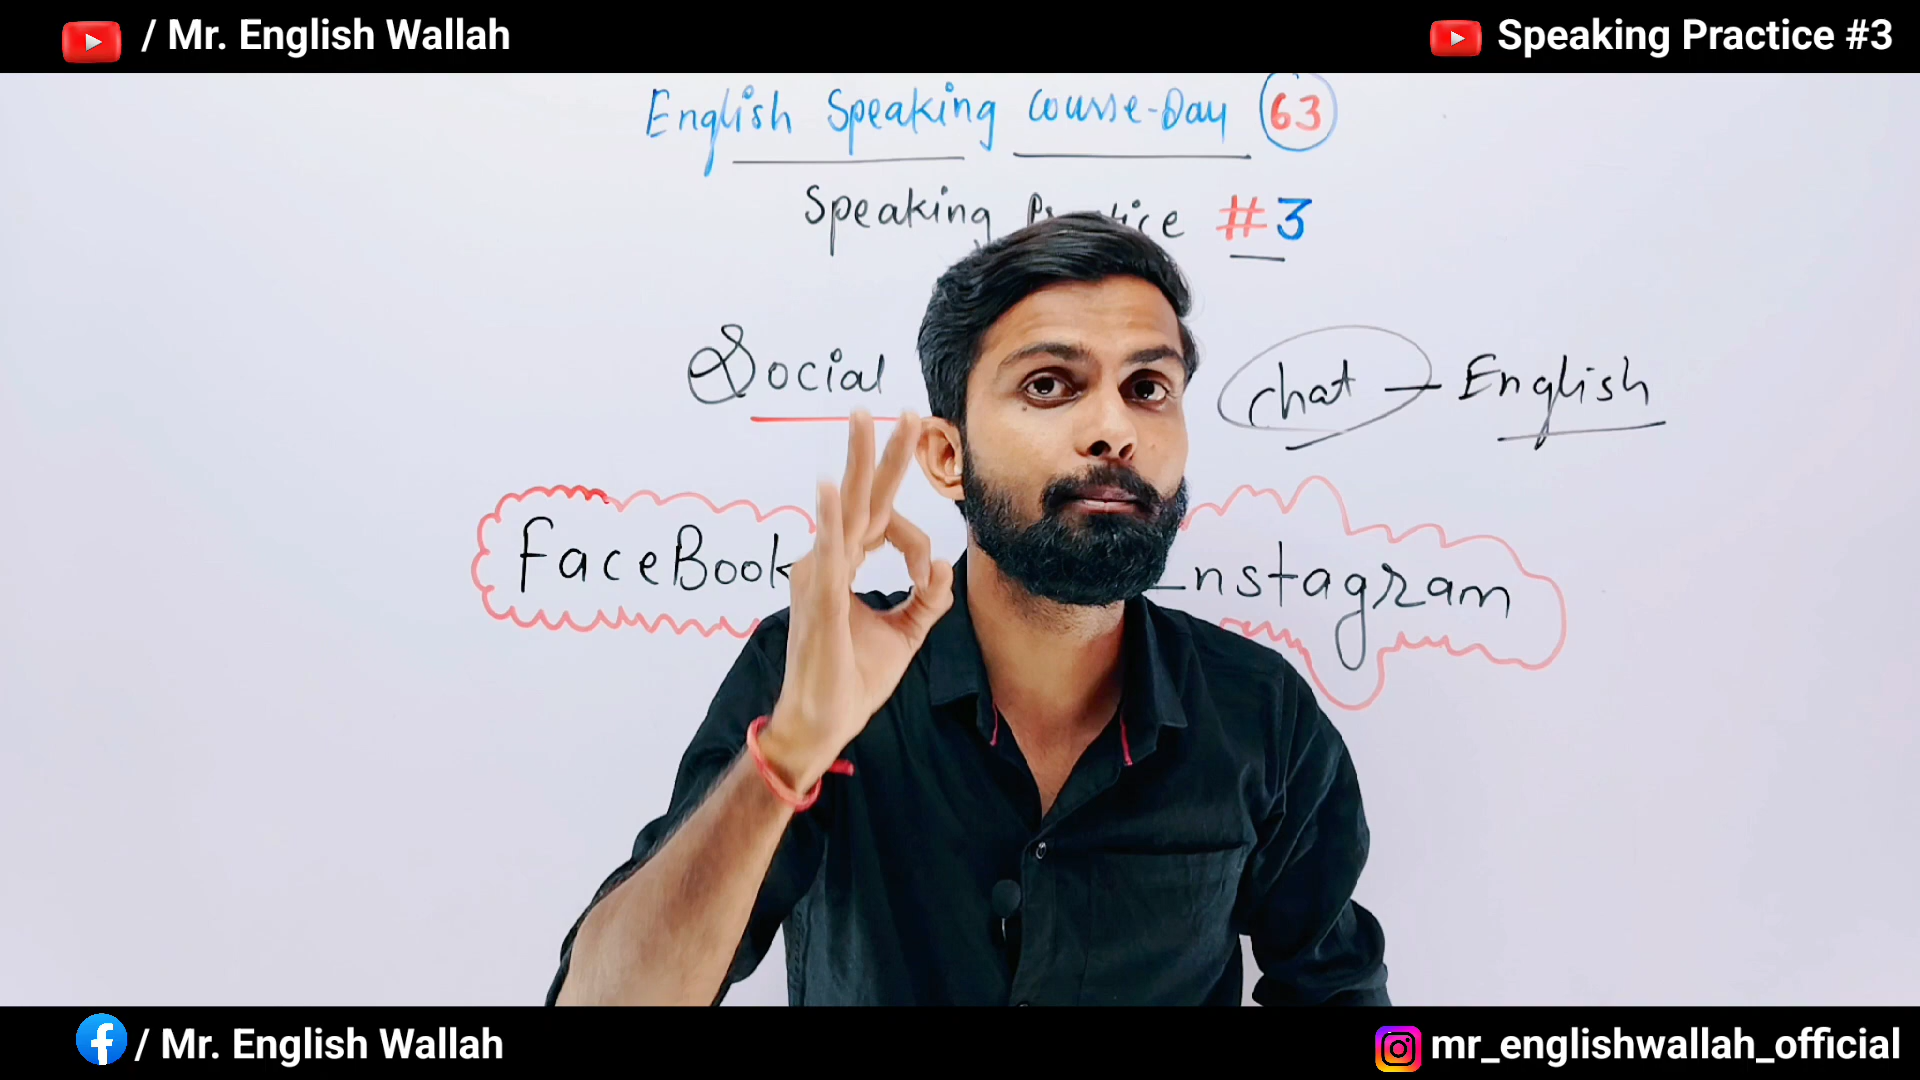 / Mr. English Wallah
Speaking Practice #3
English Speaking Course-Day 63
Speaking #3
Social chat - English
FaceBook Instagram
/ Mr. English Wallah
mr_englishwallah_official